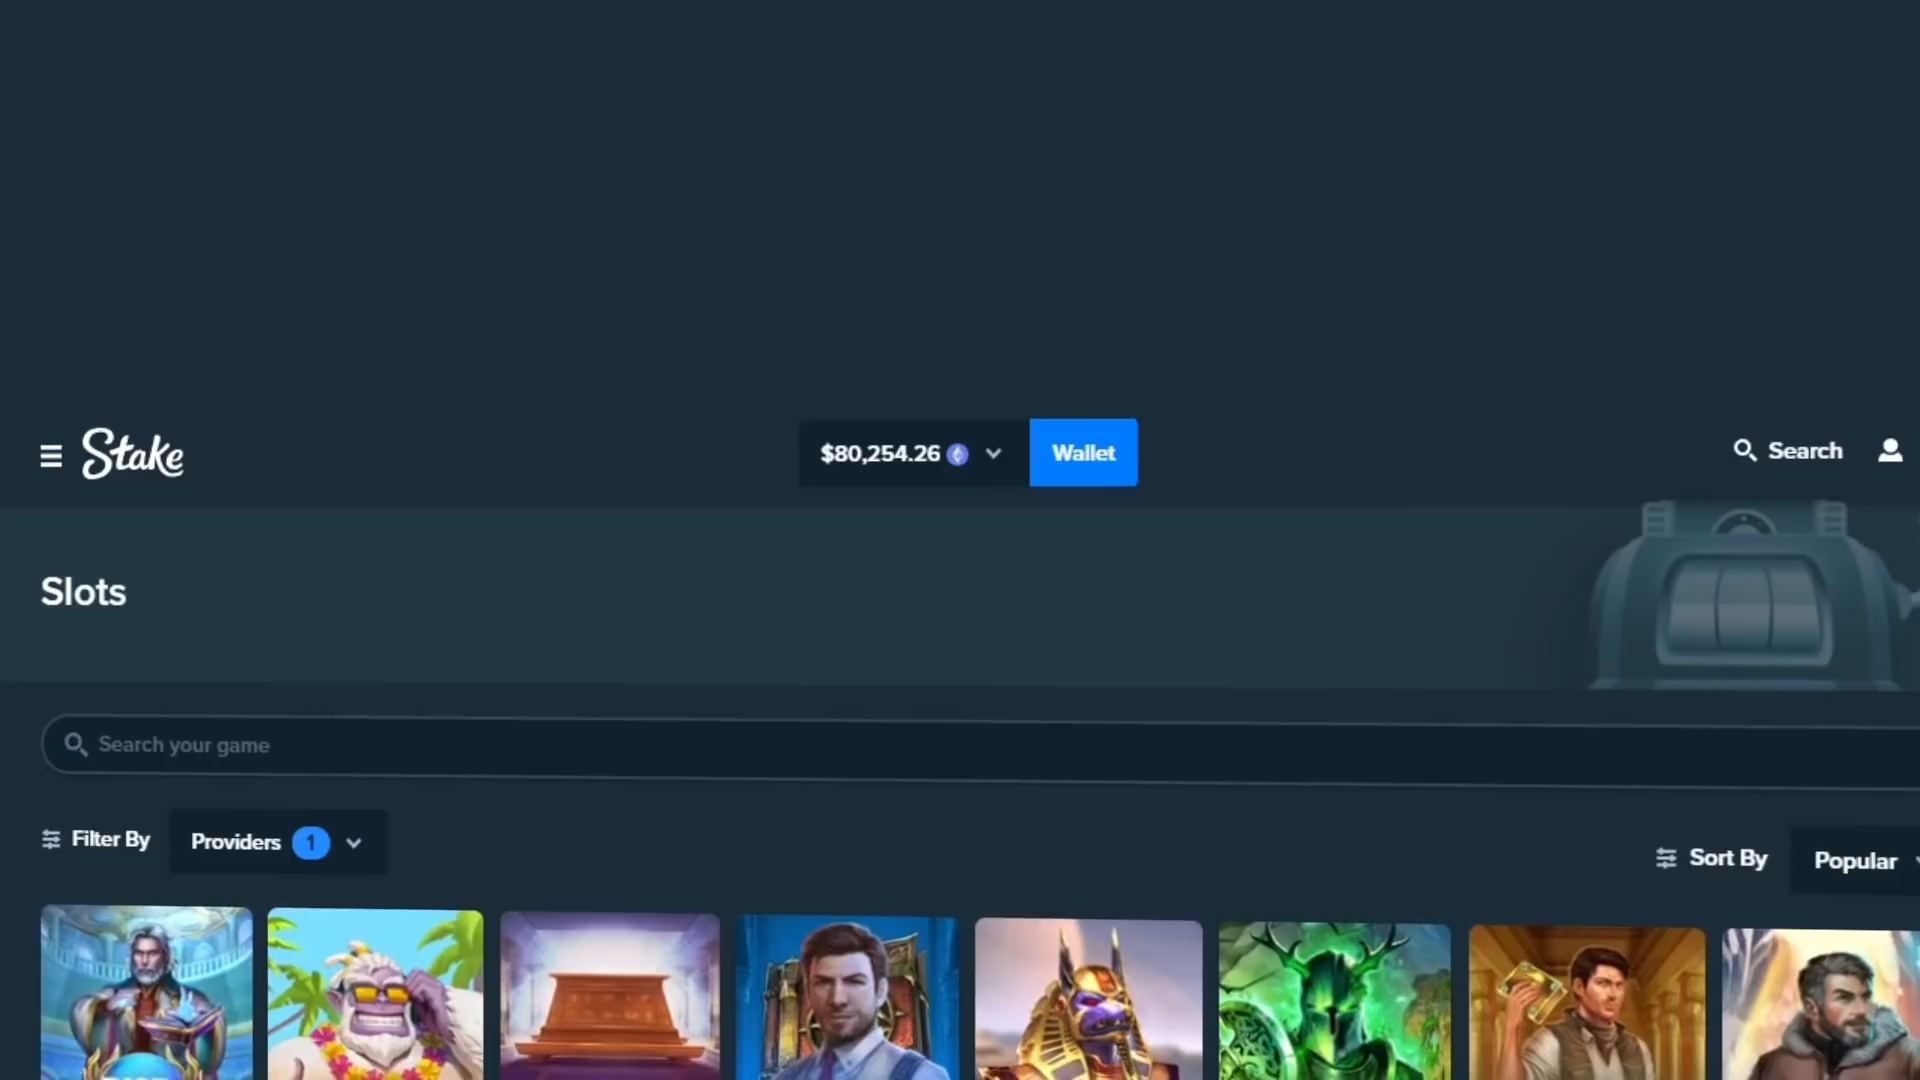 Stake
$80,254.26
Wallet
Search
Slots
Search your game
Filter By
Providers 1
Sort By
Popular